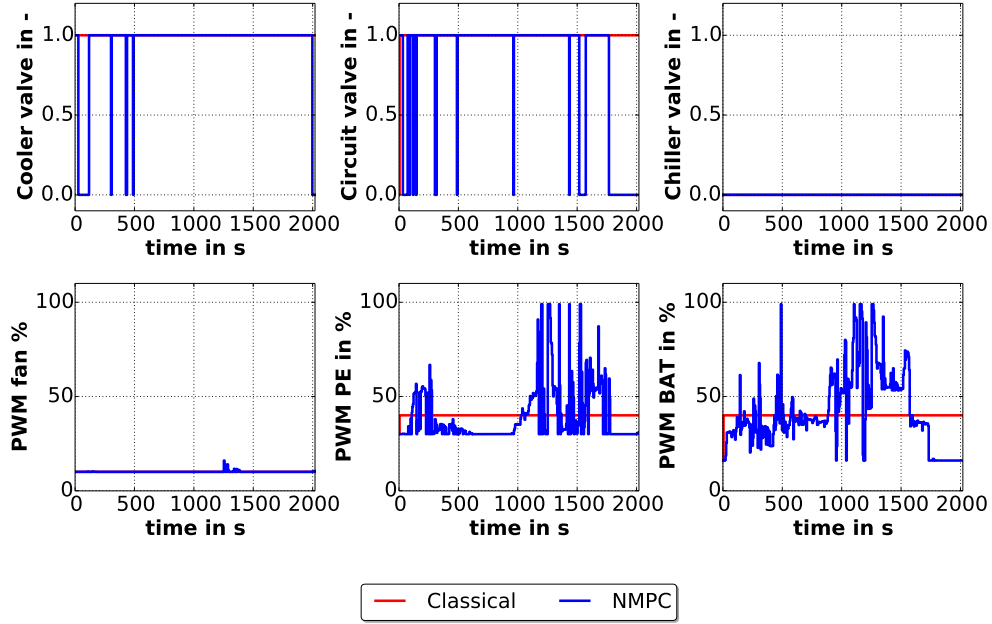 Cooler valve in -
1.0
0.5
0.0
0 500 1000 1500 2000
time in s
Circuit valve in -
1.0
0.5
0.0
0 500 1000 1500 2000
time in s
Chiller valve in -
1.0
0.5
0.0
0 500 1000 1500 2000
time in s
PWM fan %
100
50
0
0 500 1000 1500 2000
time in s
PWM PE in %
100
50
0
0 500 1000 1500 2000
time in s
PWM BAT in %
100
50
0
0 500 1000 1500 2000
time in s
Classical NMPC